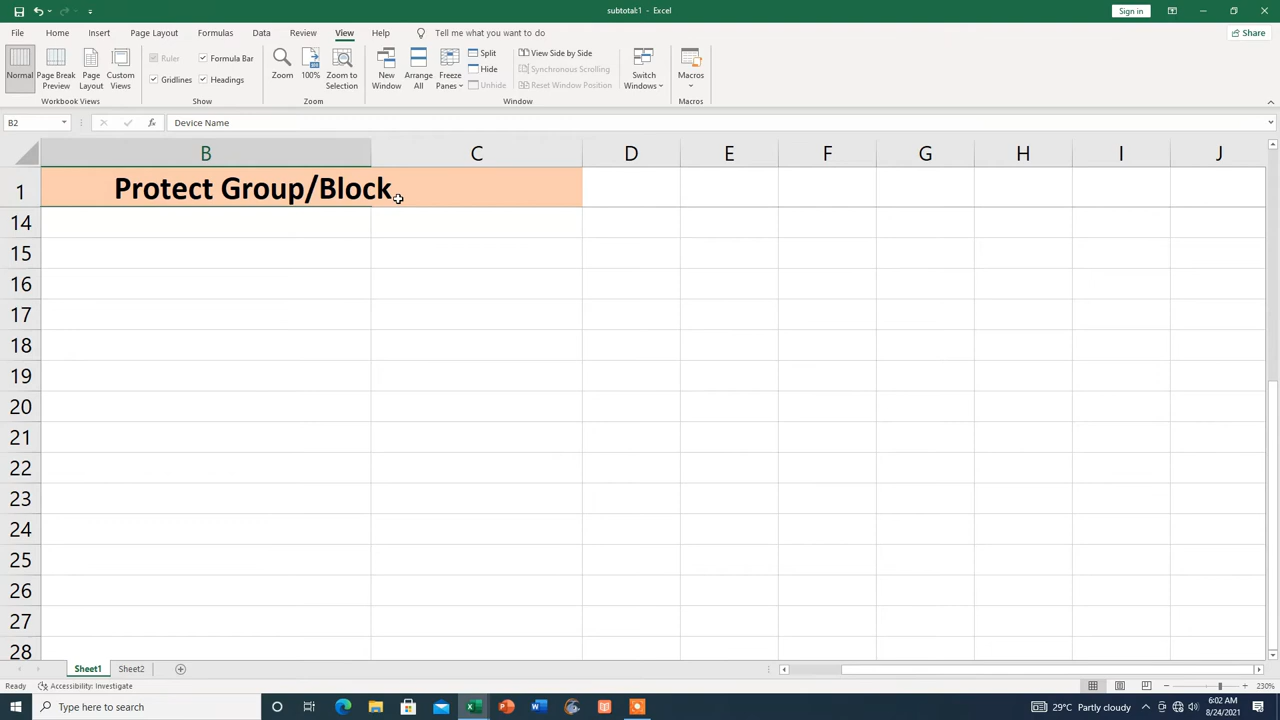 subtotal:1 - Excel
Sign in
File Home Insert Page Layout Formulas Data Review View Help Tell me what you want to do
Share
Normal
Page Break Preview
Page Layout
Custom Views
Ruler
Formula Bar
Gridlines
Headings
Zoom
100%
Zoom to Selection
New Window
Arrange All
Freeze Panes
Split
Hide
Unhide
View Side by Side
Synchronous Scrolling
Reset Window Position
Switch Windows
Macros
Workbook Views
Show
Zoom
Window
Macros
B2
fx
Device Name
B C D E F G H I J
1 Protect Group/Block
14
15
16
17
18
19
20
21
22
23
24
25
26
27
28
Sheet1 Sheet2
Ready Accessibility: Investigate
230%
Type here to search
29°C Partly cloudy
6:02 AM
8/24/2021